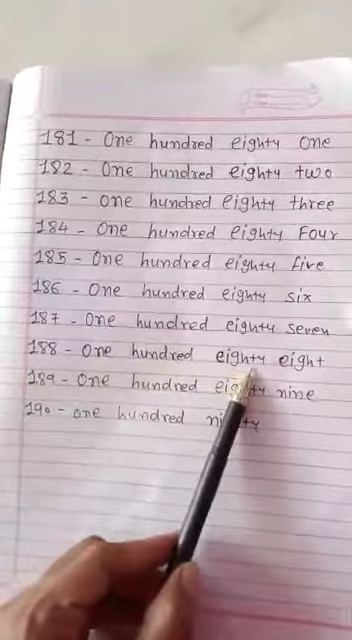 181 - One hundred eighty One
182 - One hundred eighty two
183 - One hundred eighty three
184 - One hundred eighty Four
185 - One hundred eighty five
186 - One hundred eighty six
187 - One hundred eighty seven
188 - One hundred eighty eight
189 - One hundred eighty nine
190 - one hundred ninety